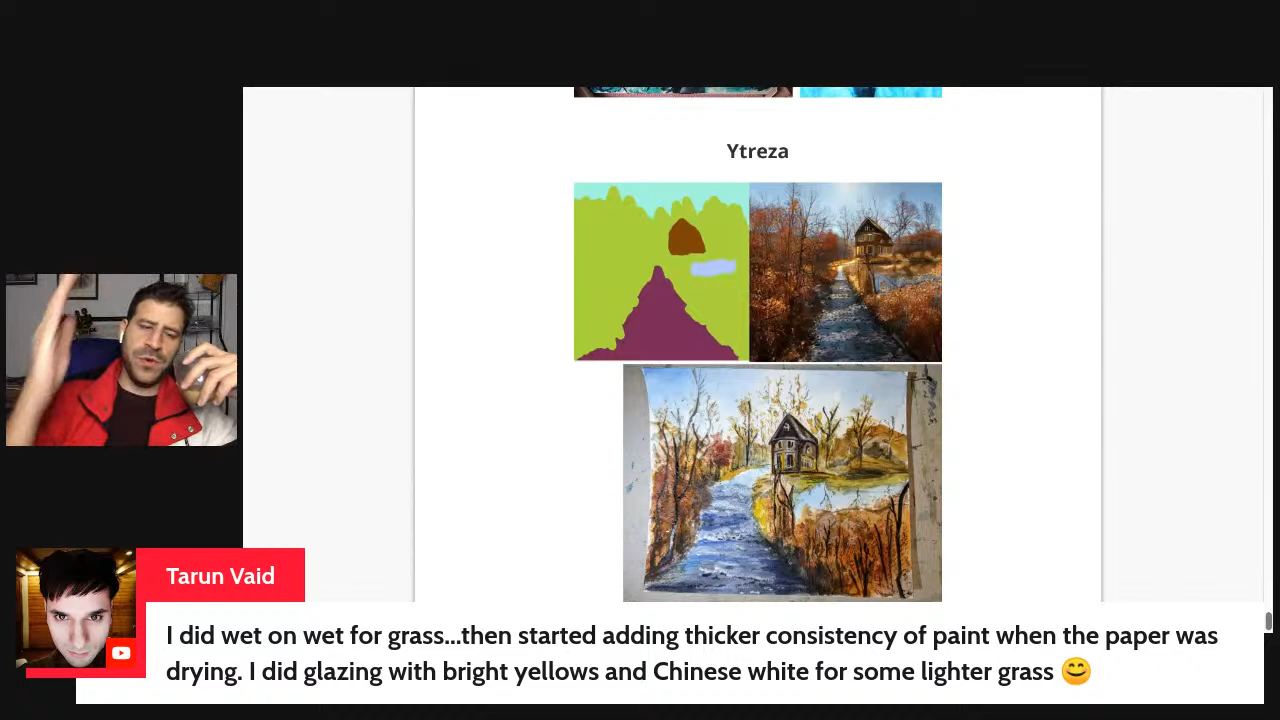 Ytreza
Tarun Vaid
I did wet on wet for grass...then started adding thicker consistency of paint when the paper was
drying. I did glazing with bright yellows and Chinese white for some lighter grass 😊